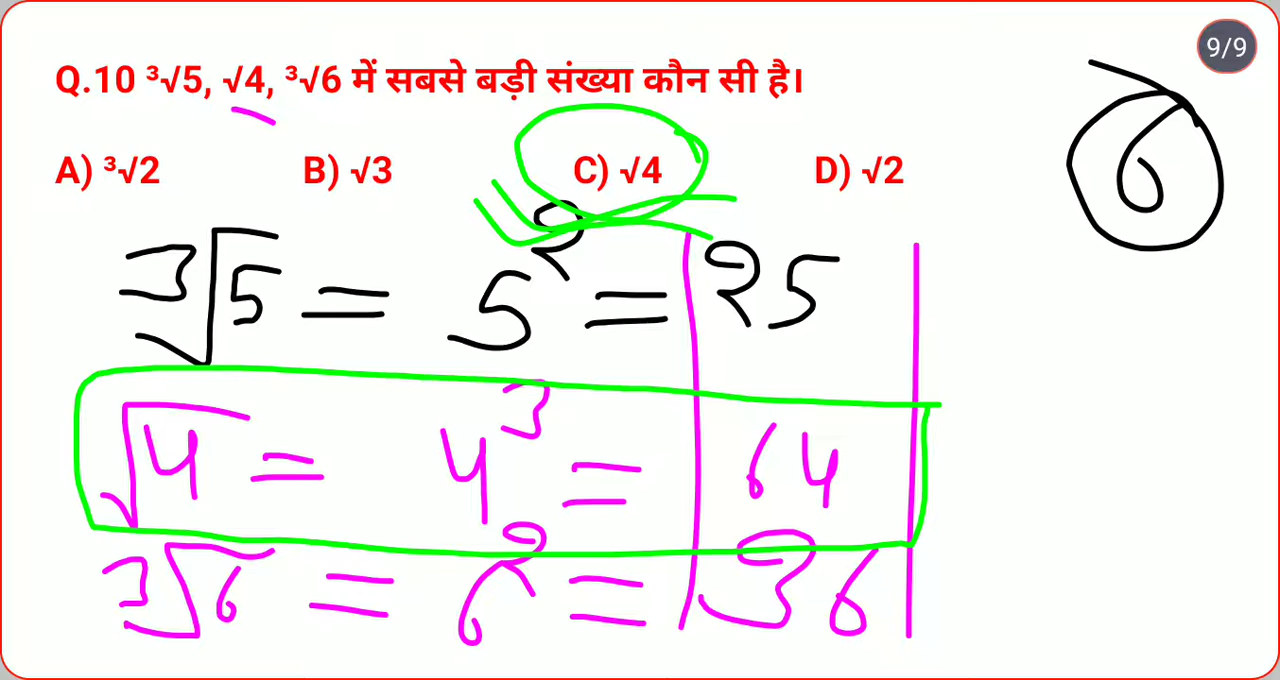 9/9
Q.10 ³√5, √4, ³√6 में सबसे बड़ी संख्या कौन सी है।
A) ³√2 B) √3 C) √4 D) √2
6
³√5 = 5² = 25
√4 = 4³ = 64
³√6 = 6² = 36